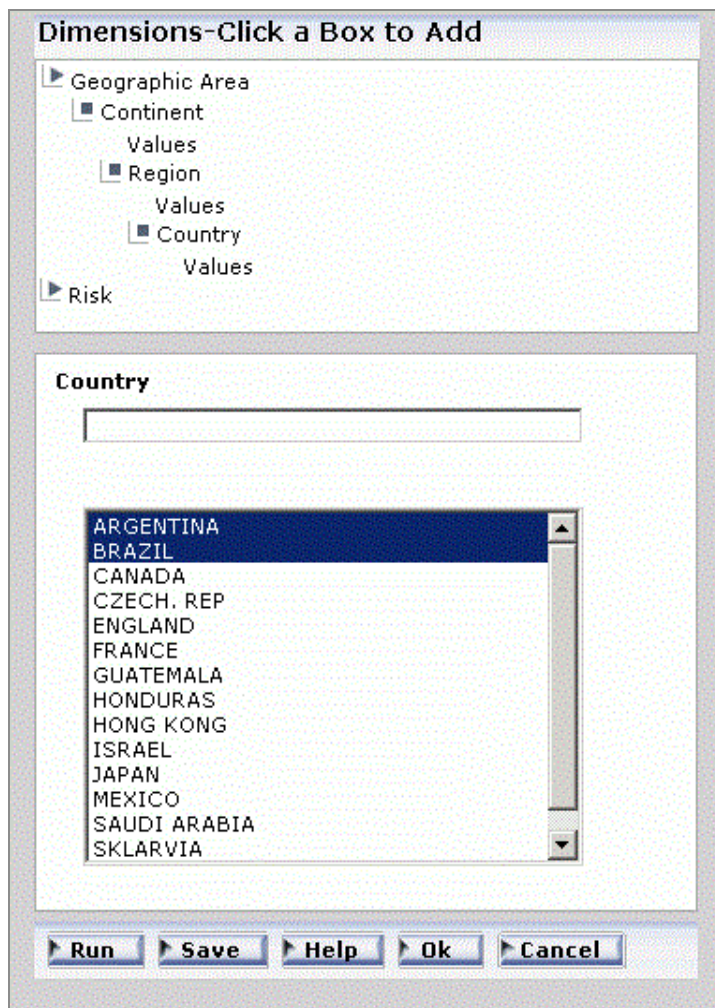 Dimensions-Click a Box to Add
Geographic Area
Continent
Values
Region
Values
Country
Values
Risk
Country
ARGENTINA
BRAZIL
CANADA
CZECH. REP
ENGLAND
FRANCE
GUATEMALA
HONDURAS
HONG KONG
ISRAEL
JAPAN
MEXICO
SAUDI ARABIA
SKLARVIA
Run Save Help Ok Cancel